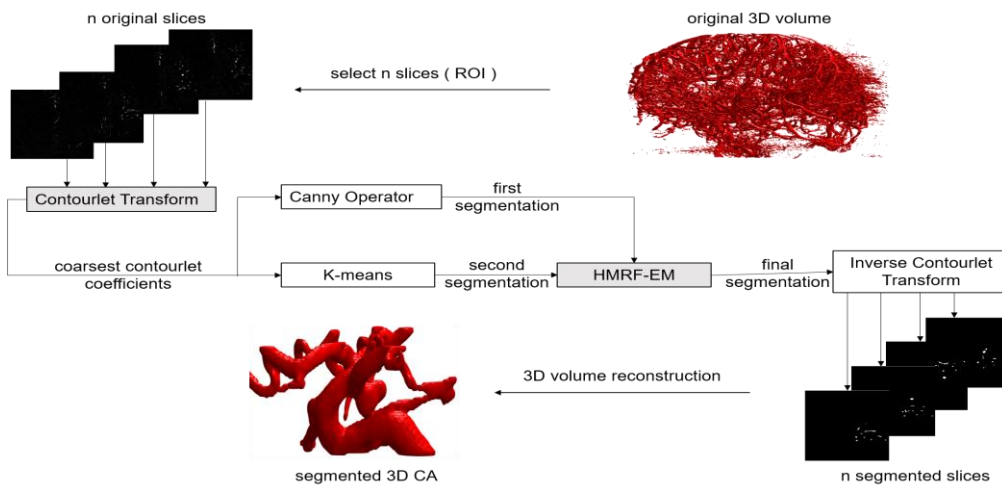 n original slices
original 3D volume
select n slices ( ROI )
Contourlet Transform
Canny Operator
first
segmentation
coarsest contourlet
coefficients
K-means
second
segmentation
HMRF-EM
final
segmentation
Inverse Contourlet
Transform
3D volume reconstruction
segmented 3D CA
n segmented slices